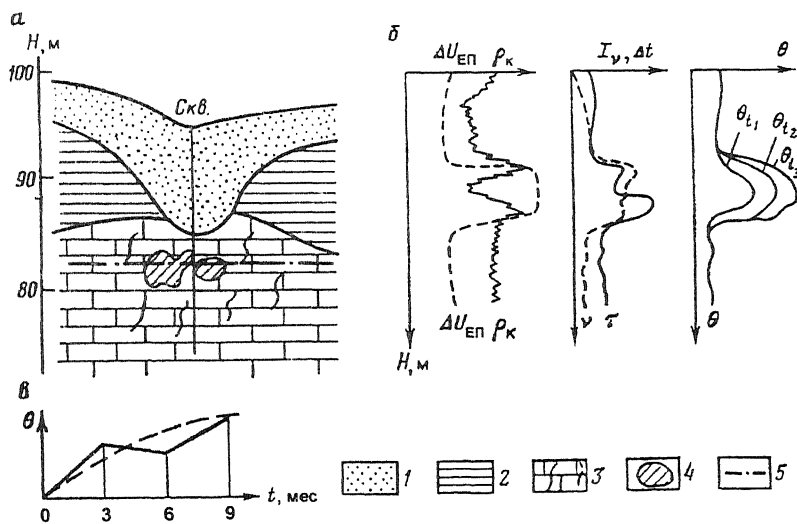 а
H, м
100
90
80
Скв.
б
ΔU_ЕП ρ_к
ΔU_ЕП ρ_к
H, м
I_ν, Δt
ν τ
θ
θ_t₁ θ_t₂
θ_t₃
θ
в
θ
0 3 6 9 t, мес
1 2 3 4 5